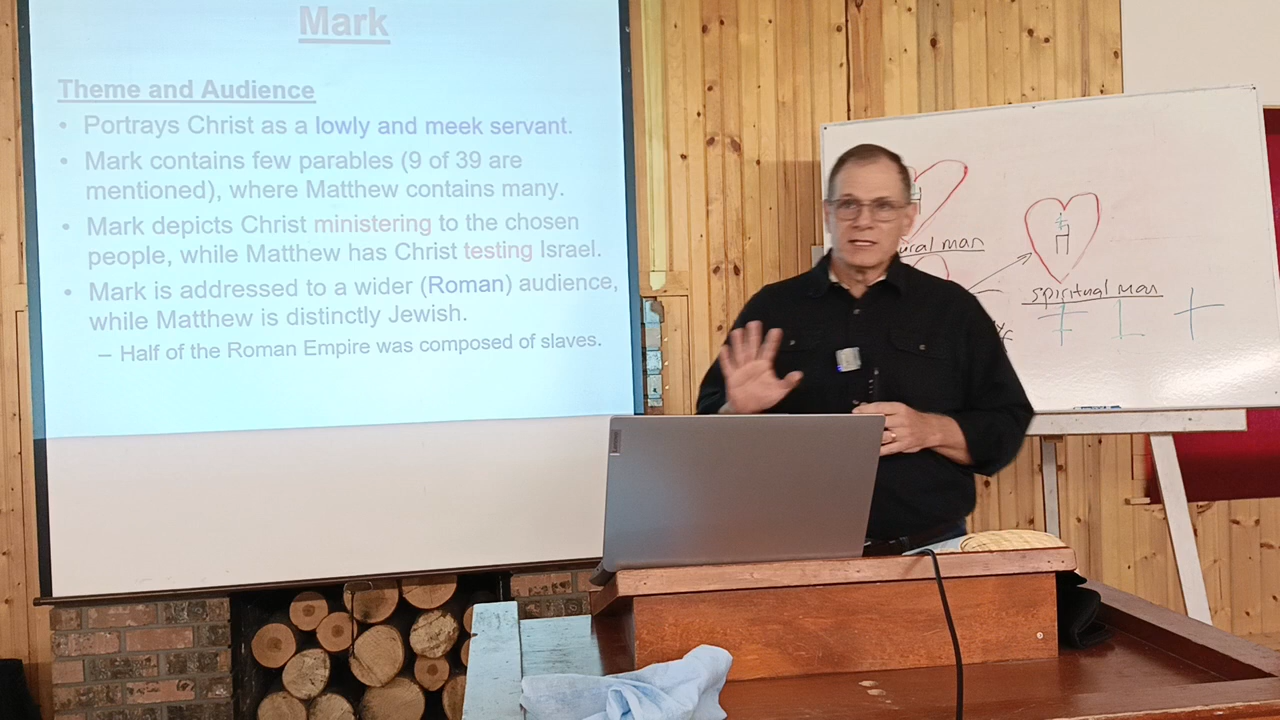 Mark
Theme and Audience
• Portrays Christ as a lowly and meek servant.
• Mark contains few parables (9 of 39 are
mentioned), where Matthew contains many.
• Mark depicts Christ ministering to the chosen
people, while Matthew has Christ testing Israel.
• Mark is addressed to a wider (Roman) audience,
while Matthew is distinctly Jewish.
– Half of the Roman Empire was composed of slaves.
ural man
spiritual man